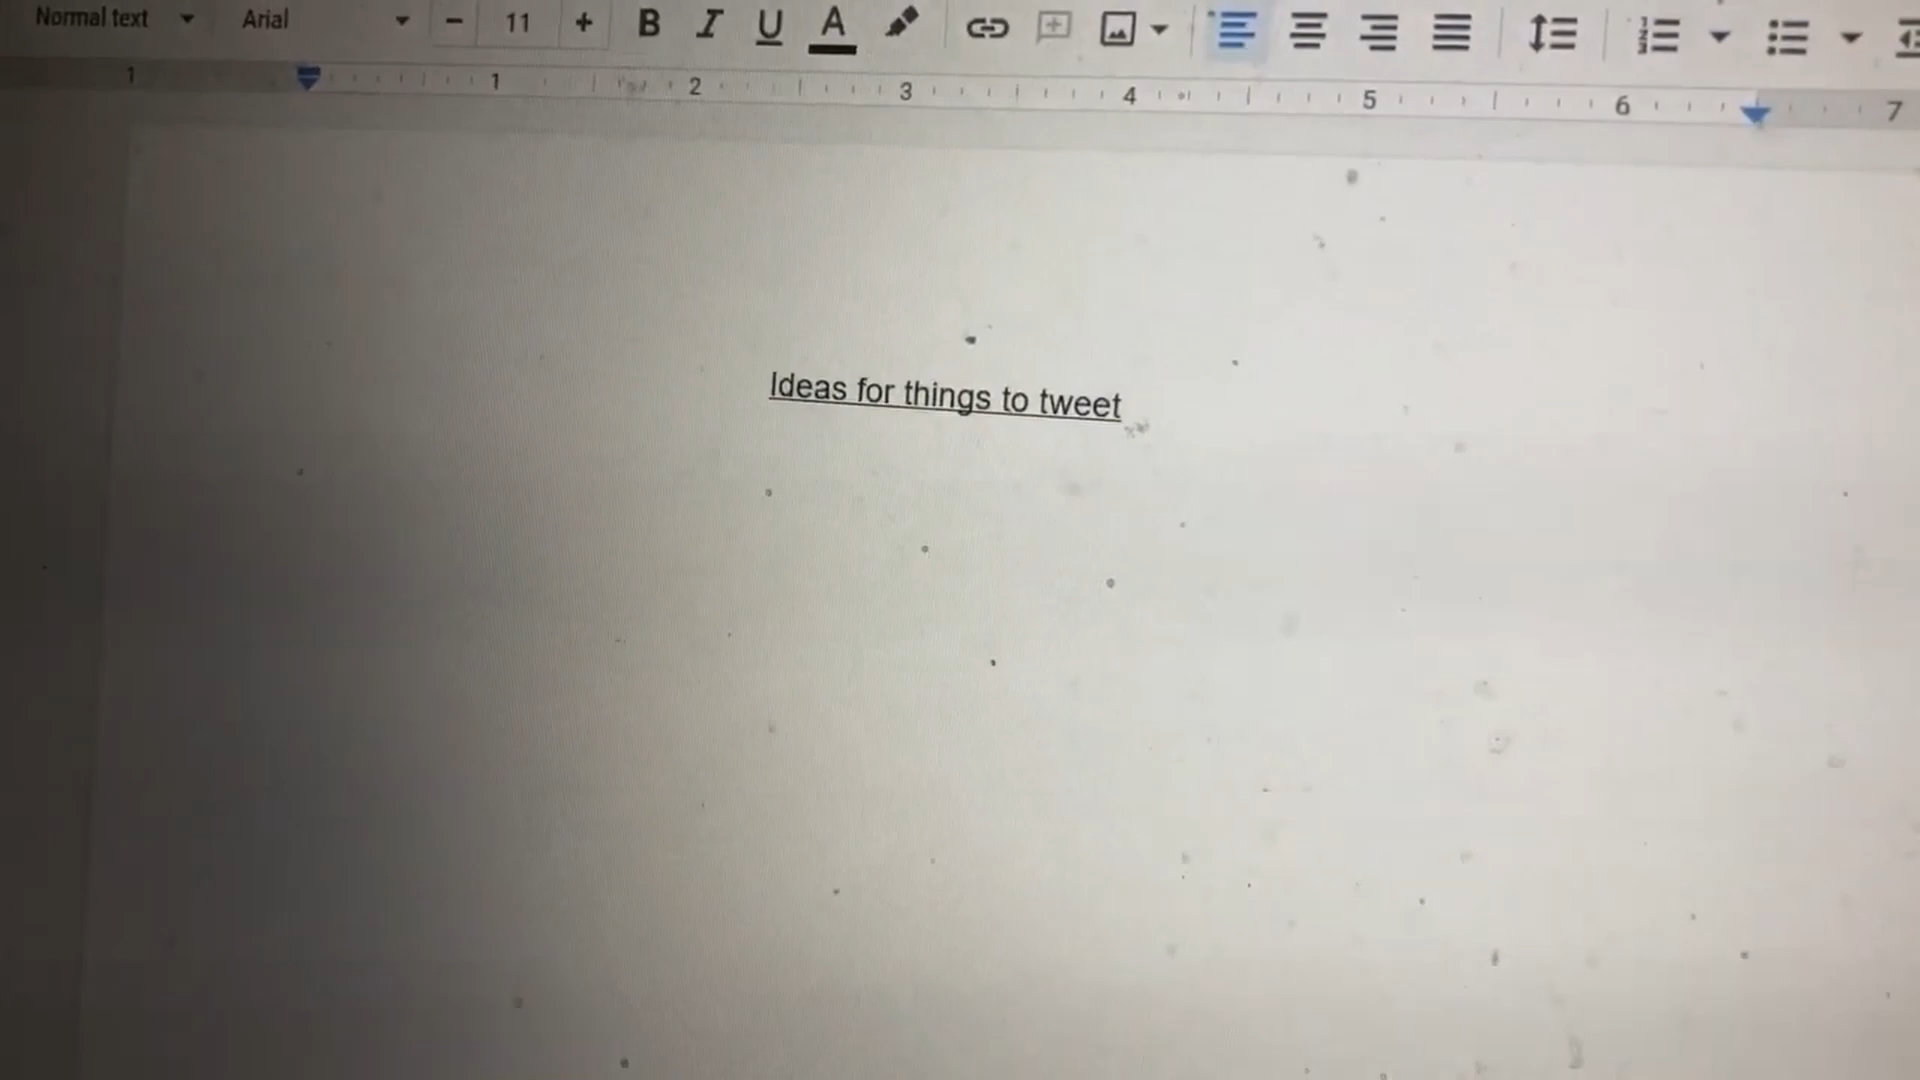 Normal text Arial − 11 + B I U A
1 1 2 3 4 5 6 7
Ideas for things to tweet